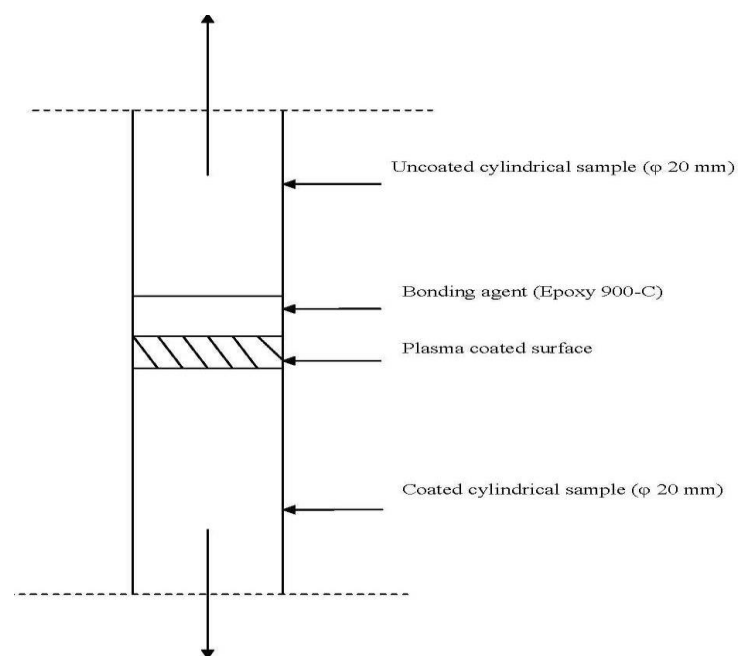 Uncoated cylindrical sample (φ 20 mm)
Bonding agent (Epoxy 900-C)
Plasma coated surface
Coated cylindrical sample (φ 20 mm)